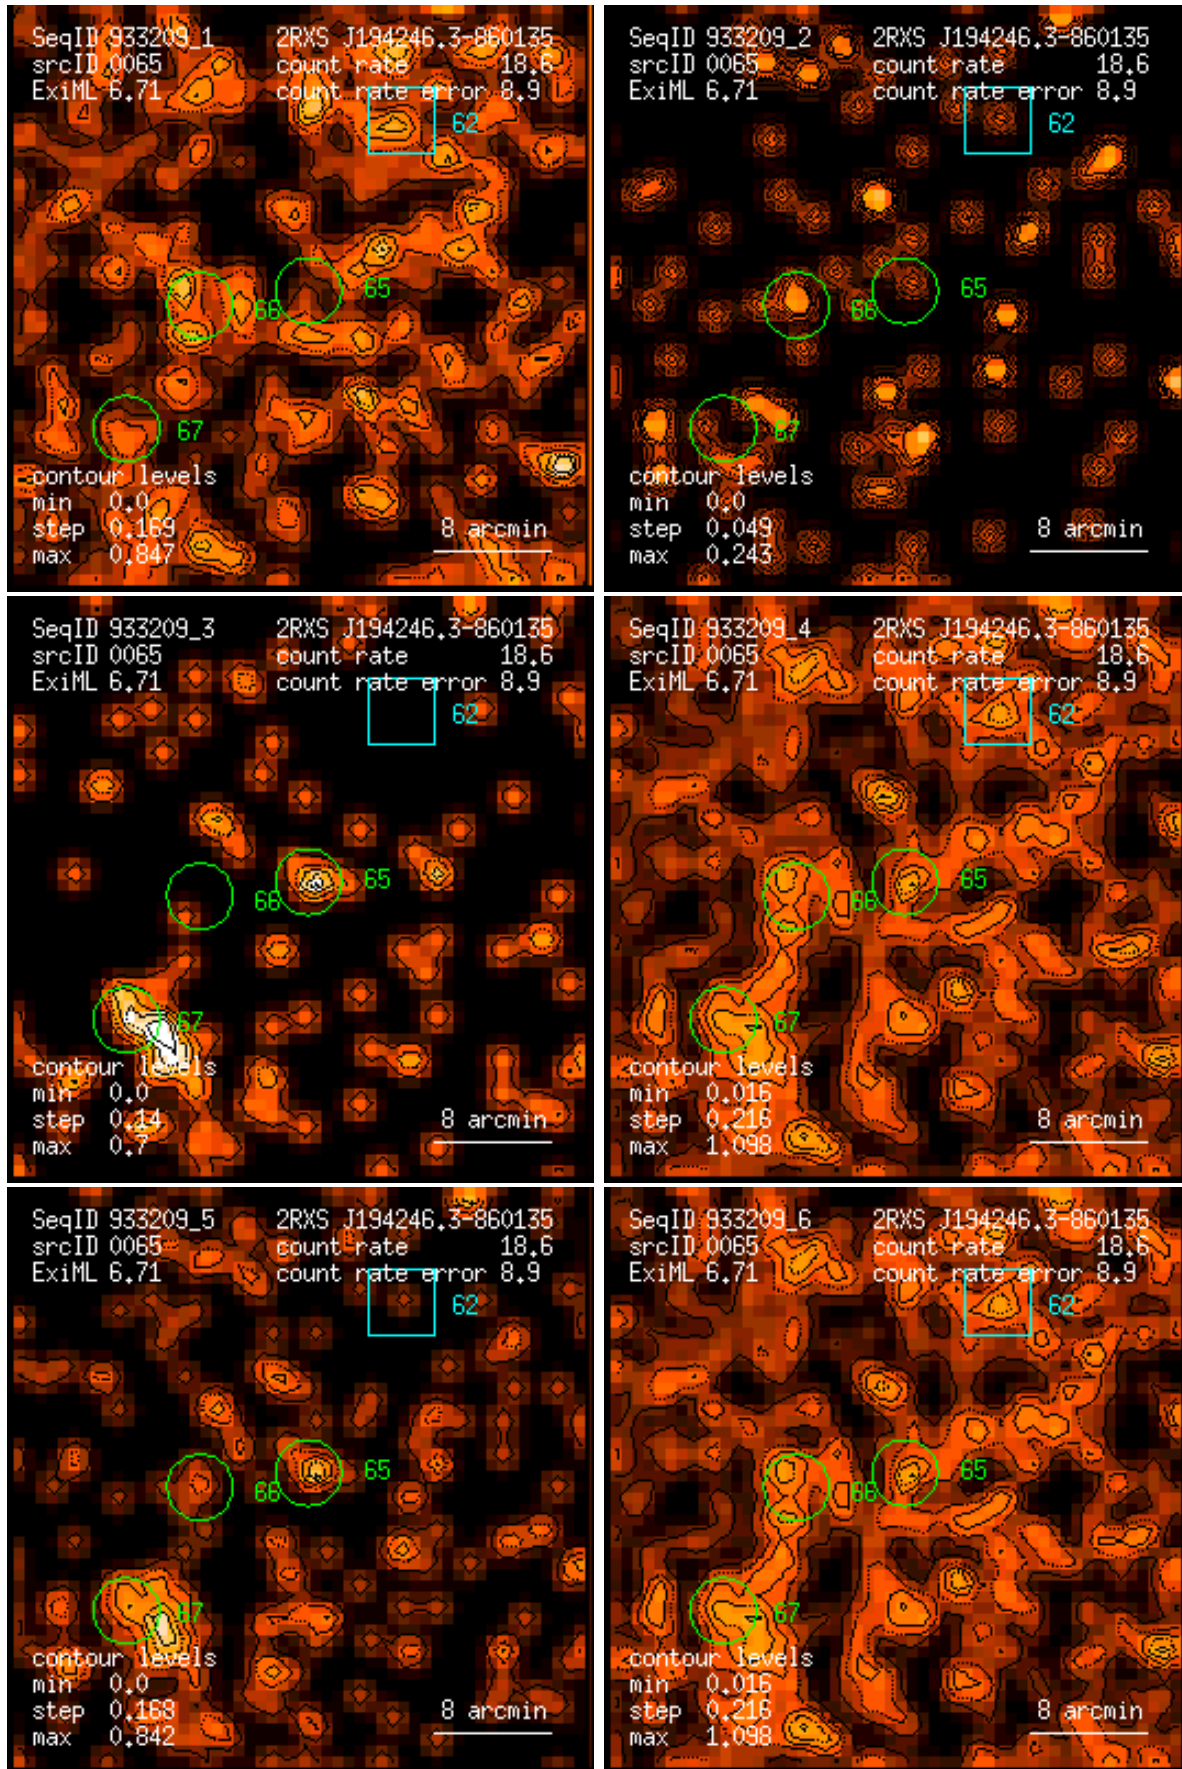 SeqID 933209_1 2RXS J194246.3-860135
srcID 0065 count rate 18.6
ExiML 6.71 count rate error 8.9
62
65
66
67
contour levels
min 0.0
step 0.169 8 arcmin
max 0.847
SeqID 933209_2 2RXS J194246.3-860135
srcID 0065 count rate 18.6
ExiML 6.71 count rate error 8.9
62
65
66
67
contour levels
min 0.0
step 0.049 8 arcmin
max 0.243
SeqID 933209_3 2RXS J194246.3-860135
srcID 0065 count rate 18.6
ExiML 6.71 count rate error 8.9
62
65
66
67
contour levels
min 0.0
step 0.14 8 arcmin
max 0.7
SeqID 933209_4 2RXS J194246.3-860135
srcID 0065 count rate 18.6
ExiML 6.71 count rate error 8.9
62
65
66
67
contour levels
min 0.016
step 0.216 8 arcmin
max 1.098
SeqID 933209_5 2RXS J194246.3-860135
srcID 0065 count rate 18.6
ExiML 6.71 count rate error 8.9
62
65
66
67
contour levels
min 0.0
step 0.168 8 arcmin
max 0.842
SeqID 933209_6 2RXS J194246.3-860135
srcID 0065 count rate 18.6
ExiML 6.71 count rate error 8.9
62
65
66
67
contour levels
min 0.016
step 0.216 8 arcmin
max 1.098